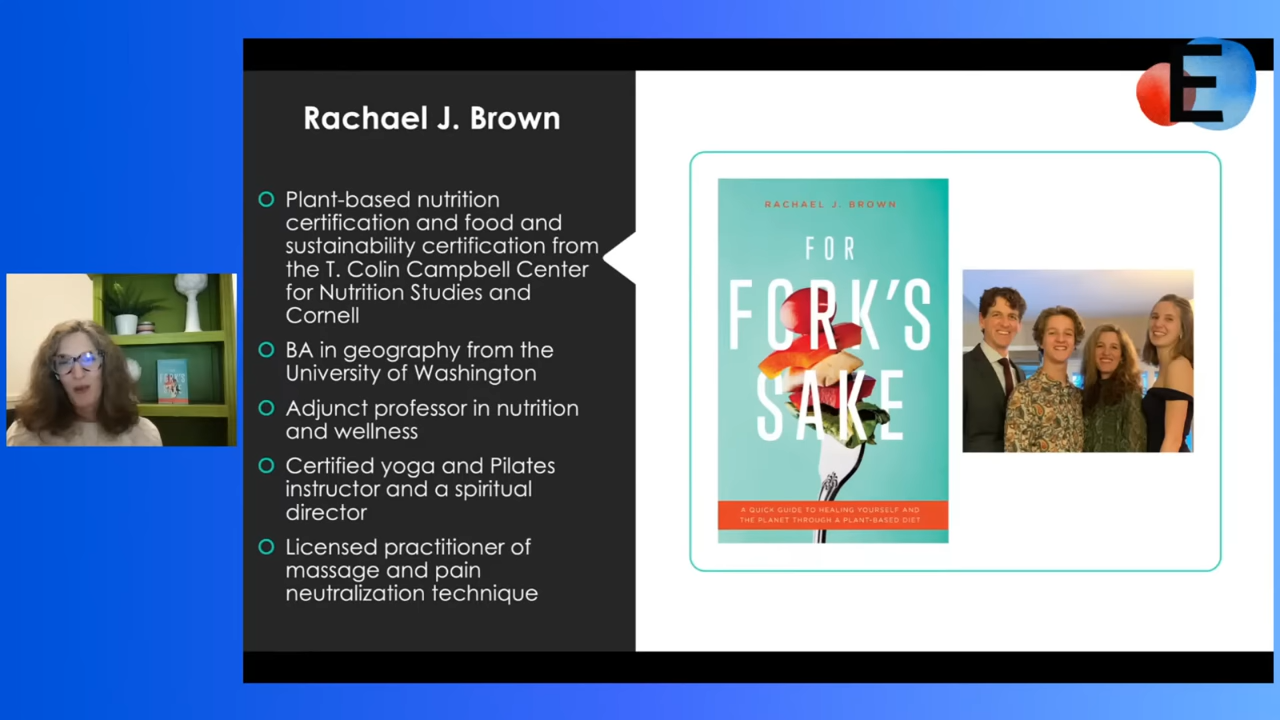 Rachael J. Brown
Plant-based nutrition
certification and food and
sustainability certification from
the T. Colin Campbell Center
for Nutrition Studies and
Cornell
BA in geography from the
University of Washington
Adjunct professor in nutrition
and wellness
Certified yoga and Pilates
instructor and a spiritual
director
Licensed practitioner of
massage and pain
neutralization technique
RACHAEL J. BROWN
FOR
FORK'S
SAKE
A QUICK GUIDE TO HEALING YOURSELF AND
THE PLANET THROUGH A PLANT-BASED DIET
E